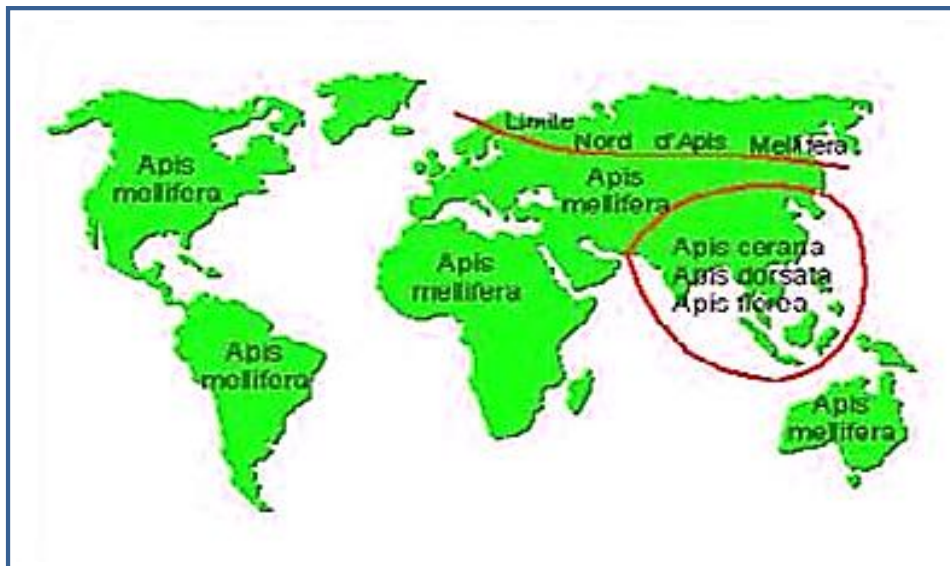 Limite Nord d'Apis Mellifera
Apis
mellifera
Apis
mellifera
Apis cerana
Apis dorsata
Apis florea
Apis
mellifera
Apis
mellifera
Apis
mellifera